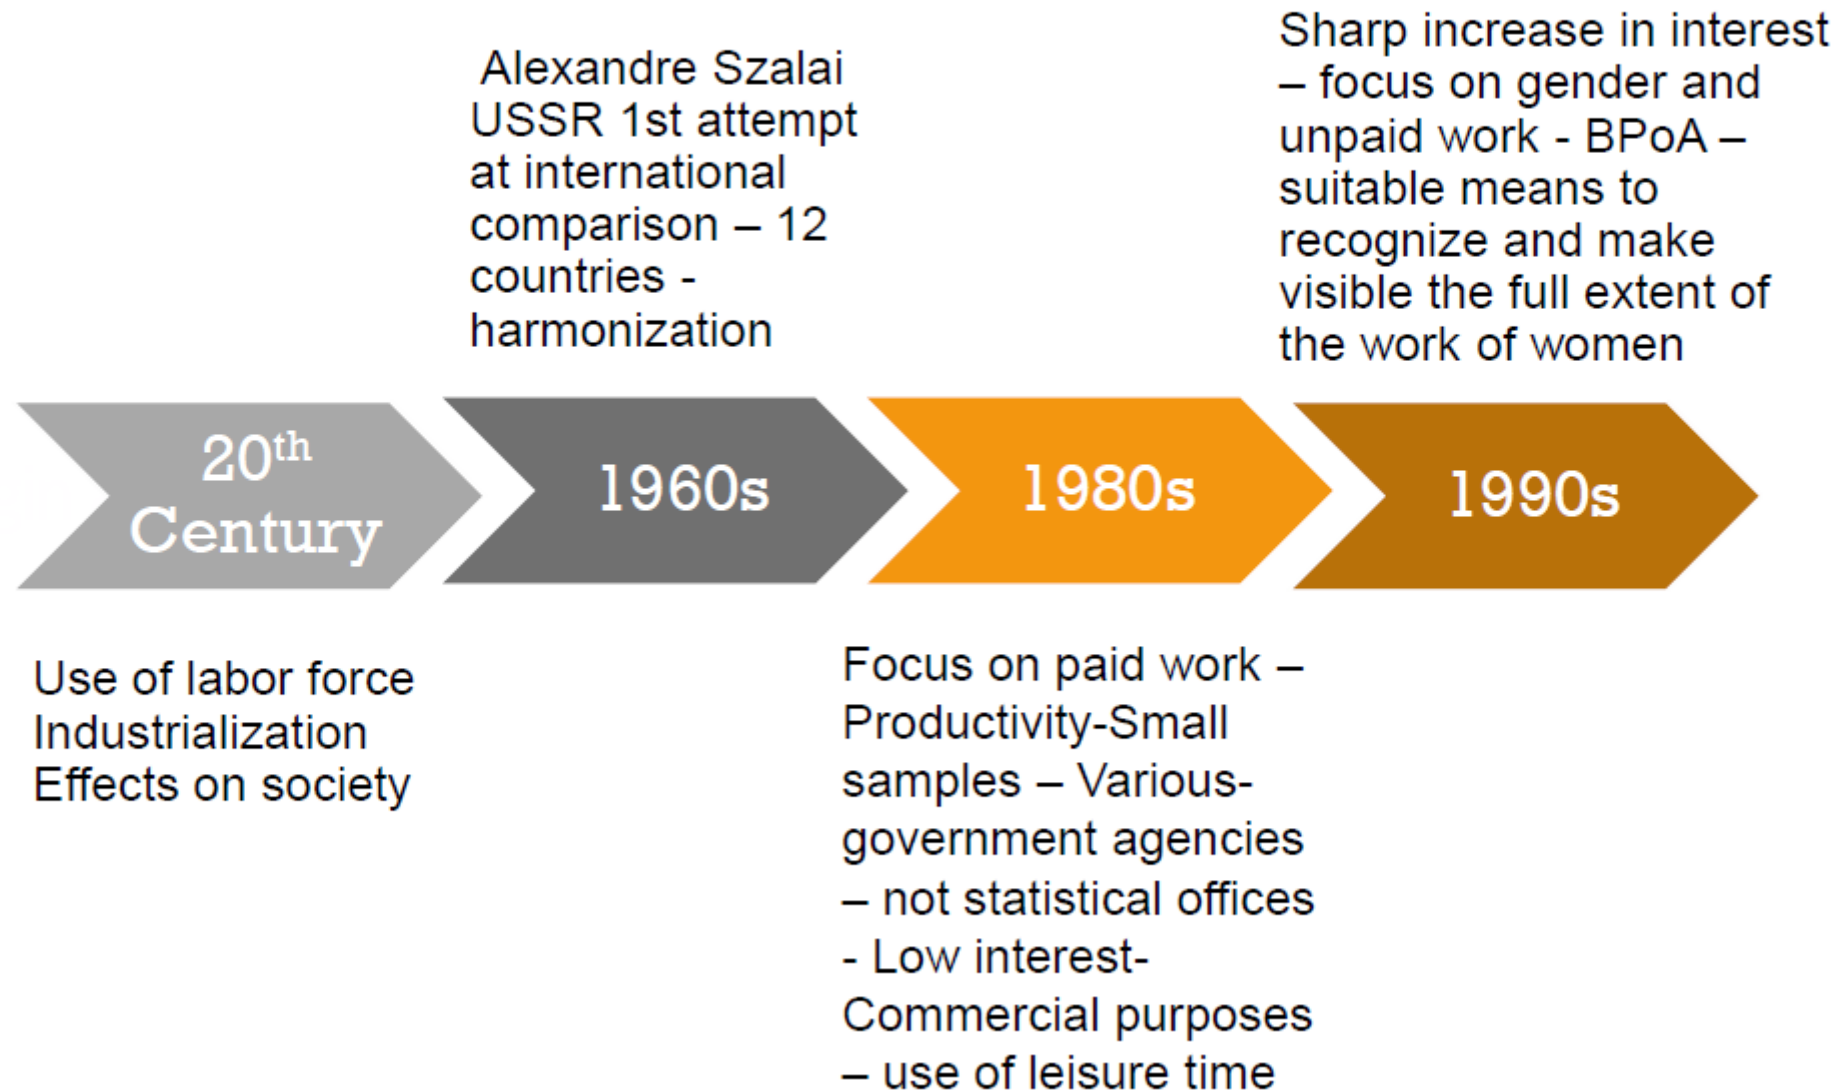 20th
Century
Use of labor force
Industrialization
Effects on society
Alexandre Szalai
USSR 1st attempt
at international
comparison – 12
countries -
harmonization
1960s
1980s
Focus on paid work –
Productivity-Small
samples – Various-
government agencies
– not statistical offices
- Low interest-
Commercial purposes
– use of leisure time
Sharp increase in interest
– focus on gender and
unpaid work - BPoA –
suitable means to
recognize and make
visible the full extent of
the work of women
1990s